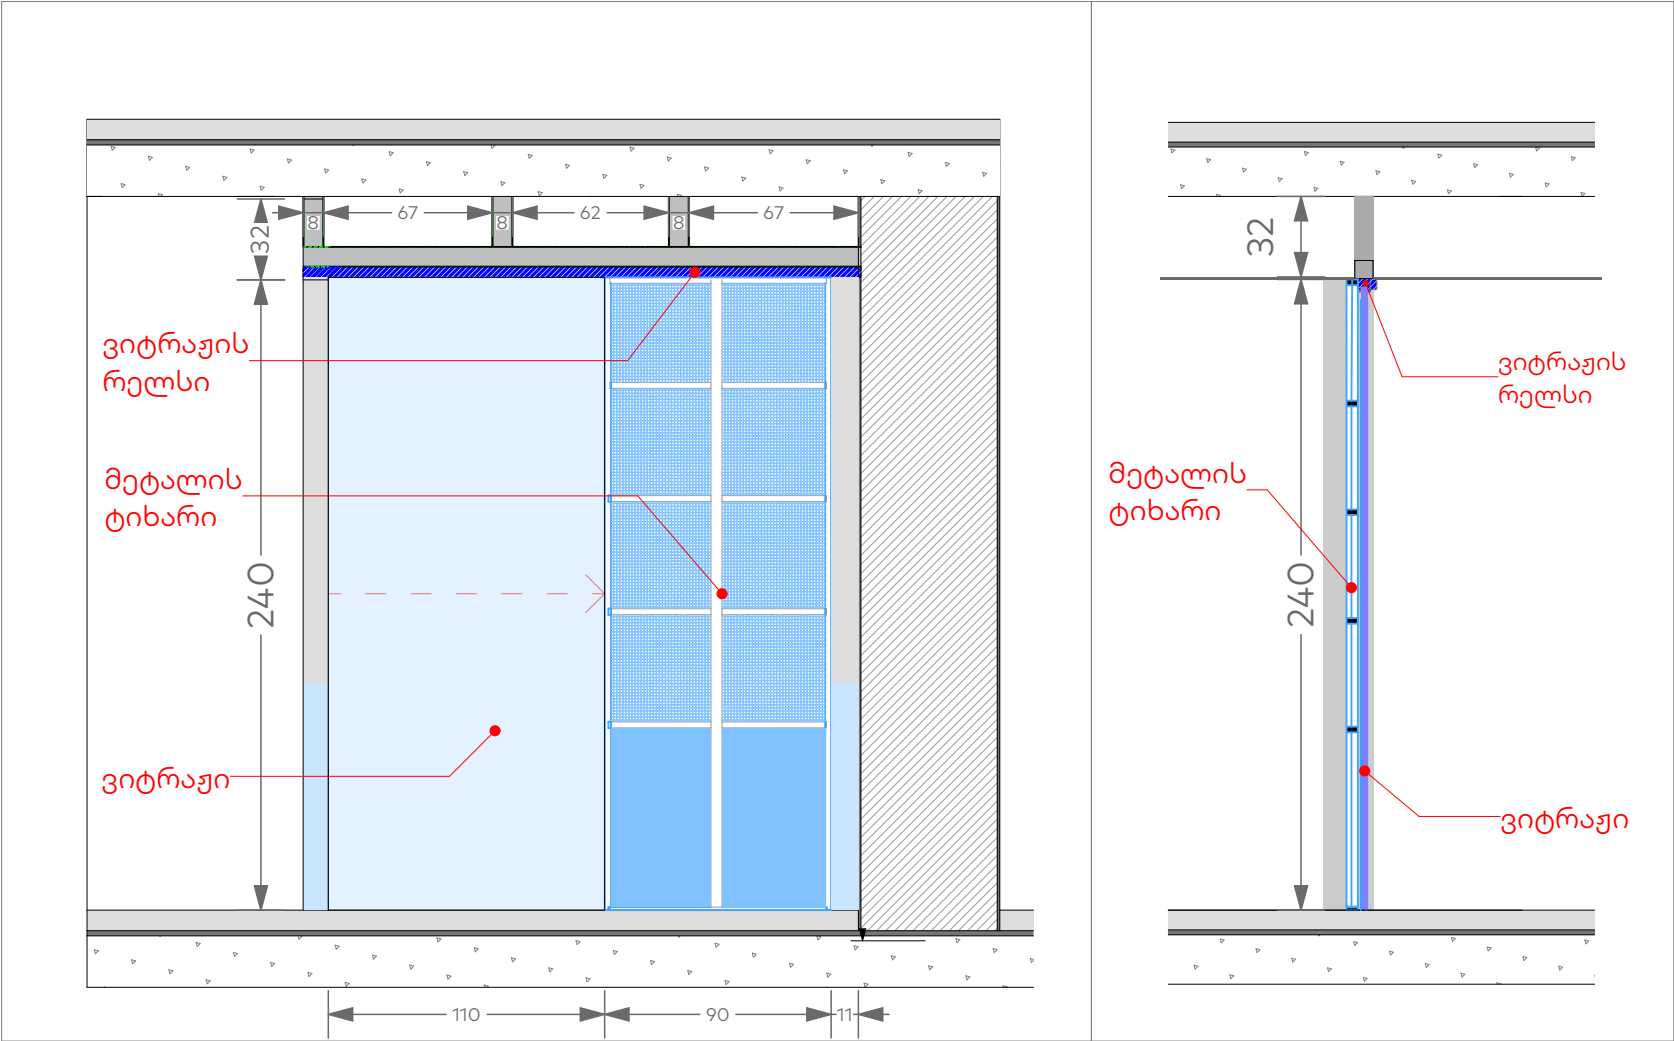 8
67
8
62
8
67
32
ვიტრაჟის
რელსი
მეტალის
ტიხარი
240
ვიტრაჟი
110
90
11
32
ვიტრაჟის
რელსი
მეტალის
ტიხარი
240
ვიტრაჟი